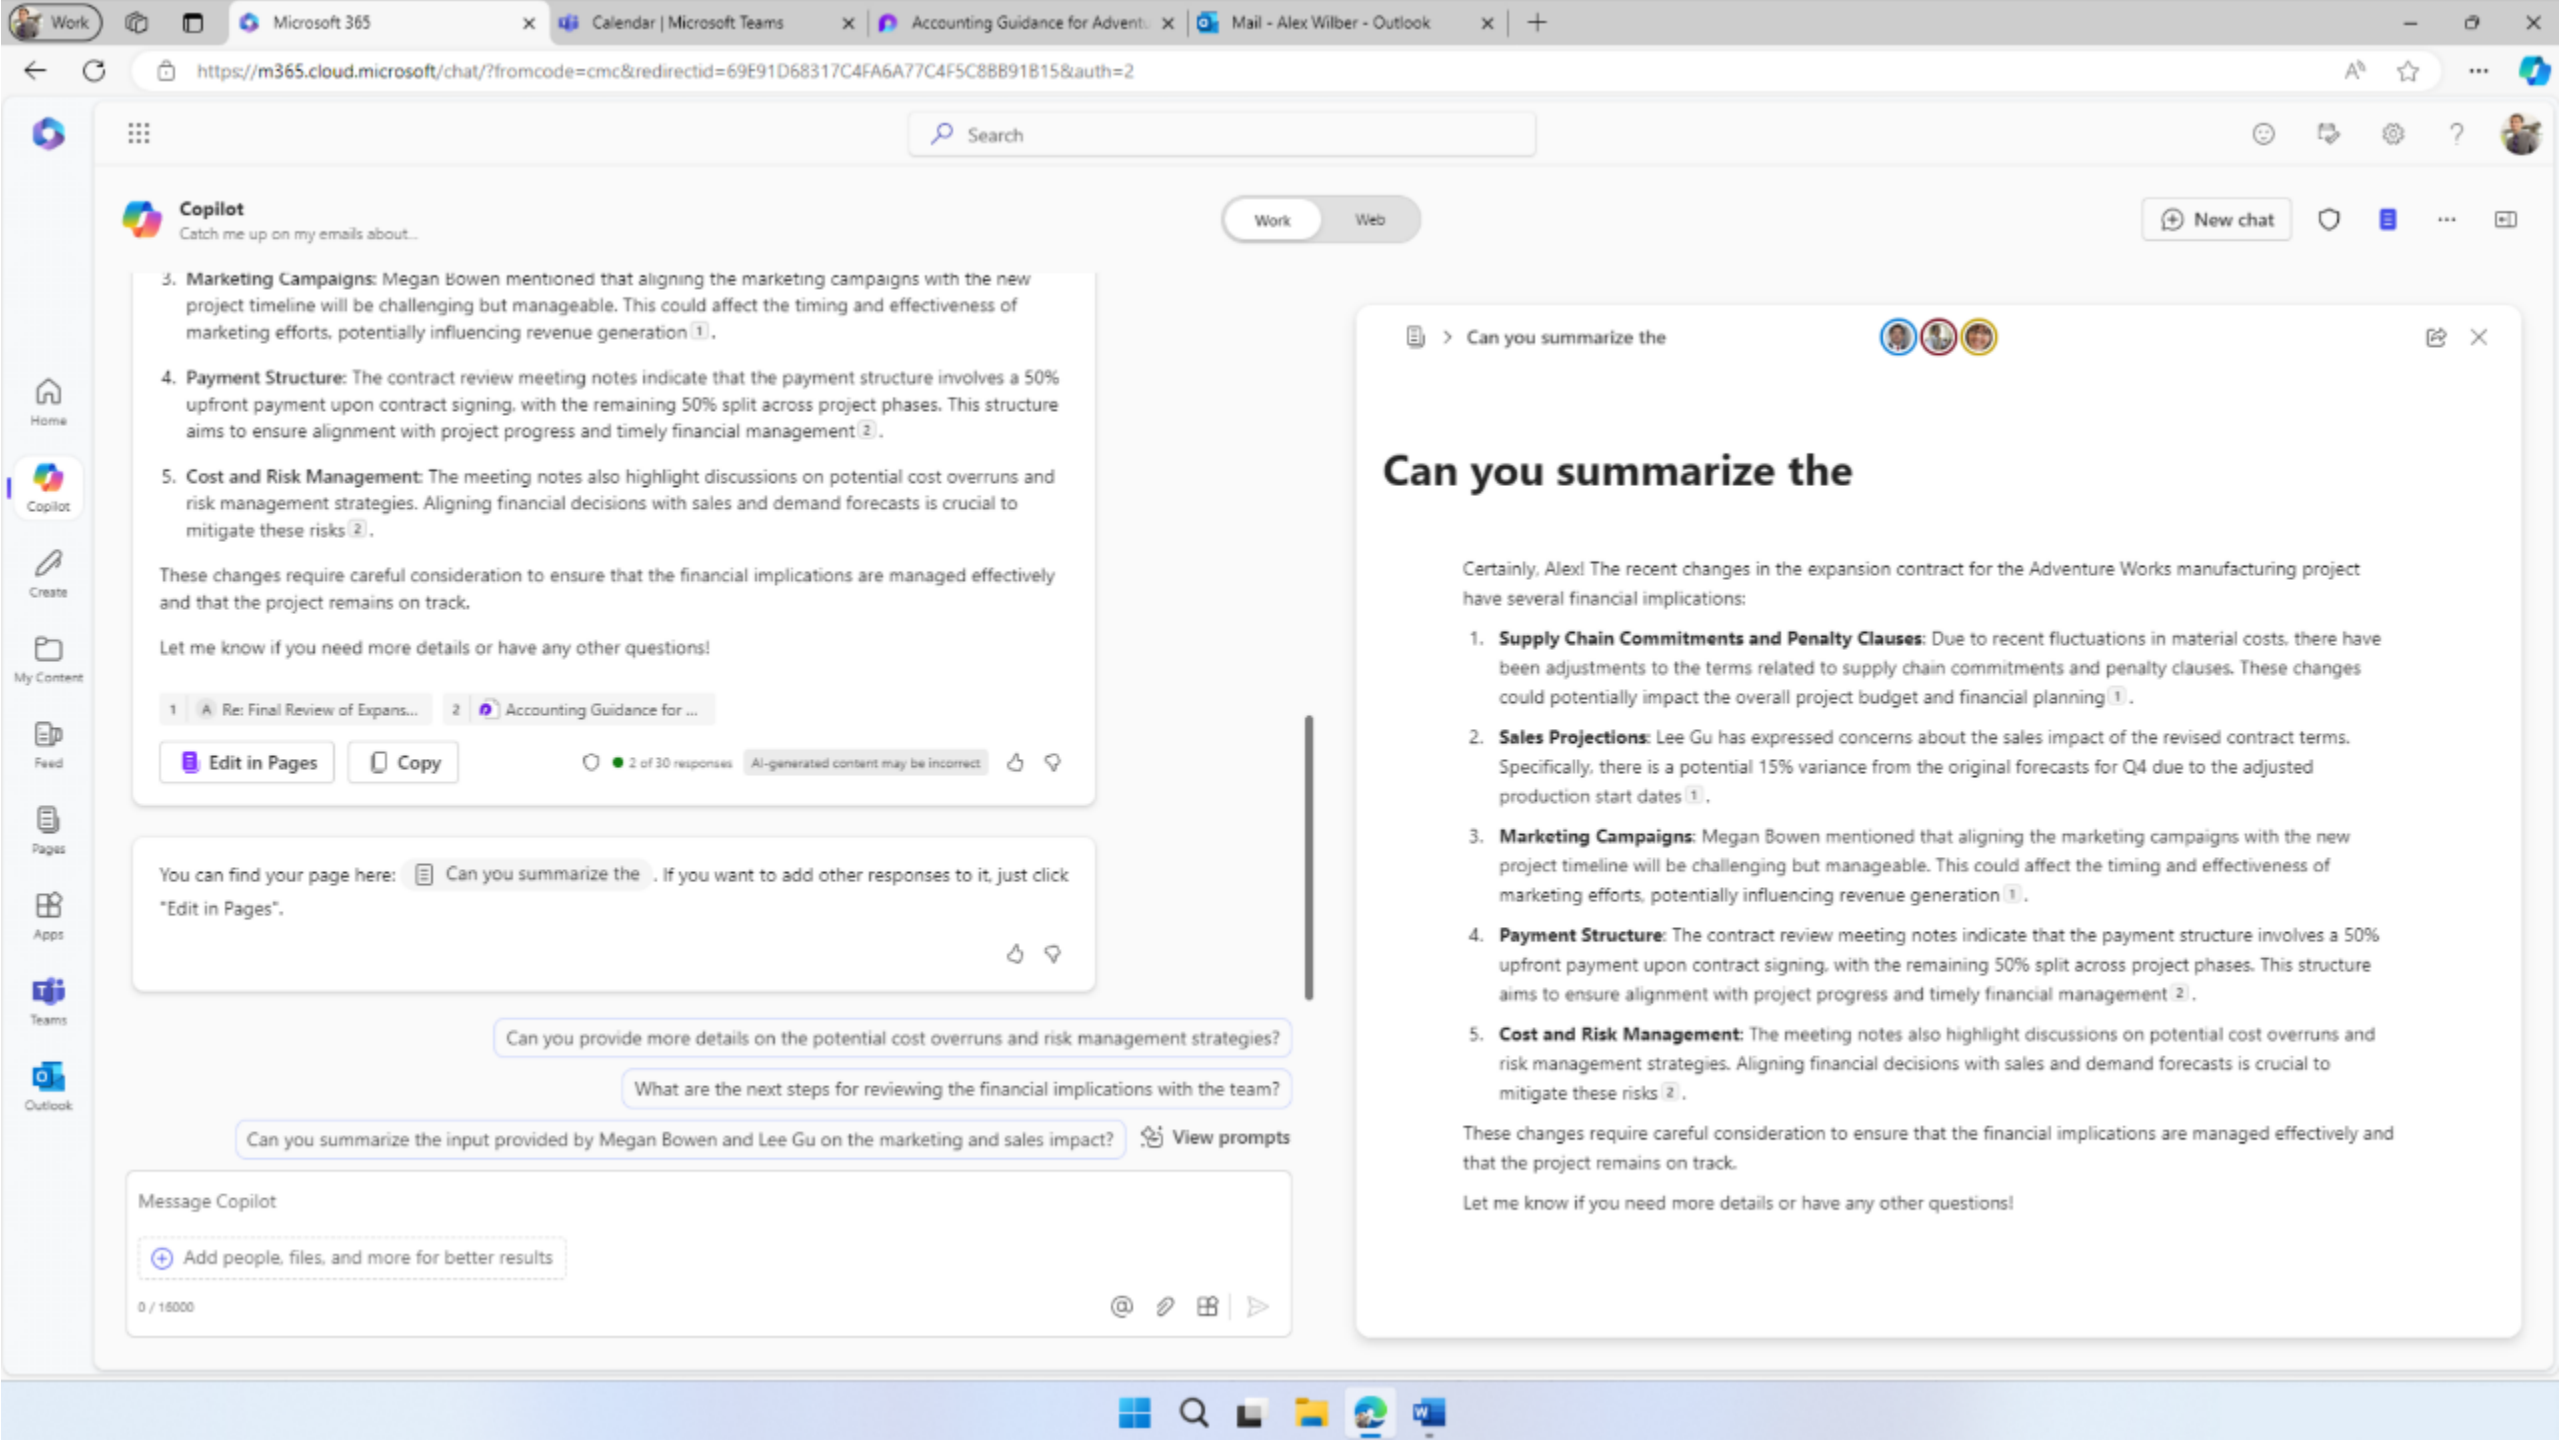 Work
Microsoft 365
Calendar | Microsoft Teams
Accounting Guidance for Adventu
Mail - Alex Wilber - Outlook
https://m365.cloud.microsoft/chat/?fromcode=cmc&redirectid=69E91D68317C4FA6A77C4F5C8BB91B15&auth=2
Search
Copilot
Catch me up on my emails about...
Work
Web
New chat
Home
Copilot
Create
My Content
Feed
Pages
Apps
Teams
Outlook
3. Marketing Campaigns: Megan Bowen mentioned that aligning the marketing campaigns with the new
project timeline will be challenging but manageable. This could affect the timing and effectiveness of
marketing efforts, potentially influencing revenue generation 1 .
4. Payment Structure: The contract review meeting notes indicate that the payment structure involves a 50%
upfront payment upon contract signing, with the remaining 50% split across project phases. This structure
aims to ensure alignment with project progress and timely financial management 2 .
5. Cost and Risk Management: The meeting notes also highlight discussions on potential cost overruns and
risk management strategies. Aligning financial decisions with sales and demand forecasts is crucial to
mitigate these risks 2 .
These changes require careful consideration to ensure that the financial implications are managed effectively
and that the project remains on track.
Let me know if you need more details or have any other questions!
1 A Re: Final Review of Expans...
2 Accounting Guidance for ...
Edit in Pages
Copy
2 of 30 responses
AI-generated content may be incorrect
You can find your page here: Can you summarize the . If you want to add other responses to it, just click
"Edit in Pages".
Can you provide more details on the potential cost overruns and risk management strategies?
What are the next steps for reviewing the financial implications with the team?
Can you summarize the input provided by Megan Bowen and Lee Gu on the marketing and sales impact?
View prompts
Message Copilot
Add people, files, and more for better results
0 / 16000
Can you summarize the
Can you summarize the
Certainly, Alex! The recent changes in the expansion contract for the Adventure Works manufacturing project
have several financial implications:
1. Supply Chain Commitments and Penalty Clauses: Due to recent fluctuations in material costs, there have
been adjustments to the terms related to supply chain commitments and penalty clauses. These changes
could potentially impact the overall project budget and financial planning 1 .
2. Sales Projections: Lee Gu has expressed concerns about the sales impact of the revised contract terms.
Specifically, there is a potential 15% variance from the original forecasts for Q4 due to the adjusted
production start dates 1 .
3. Marketing Campaigns: Megan Bowen mentioned that aligning the marketing campaigns with the new
project timeline will be challenging but manageable. This could affect the timing and effectiveness of
marketing efforts, potentially influencing revenue generation 1 .
4. Payment Structure: The contract review meeting notes indicate that the payment structure involves a 50%
upfront payment upon contract signing, with the remaining 50% split across project phases. This structure
aims to ensure alignment with project progress and timely financial management 2 .
5. Cost and Risk Management: The meeting notes also highlight discussions on potential cost overruns and
risk management strategies. Aligning financial decisions with sales and demand forecasts is crucial to
mitigate these risks 2 .
These changes require careful consideration to ensure that the financial implications are managed effectively and
that the project remains on track.
Let me know if you need more details or have any other questions!